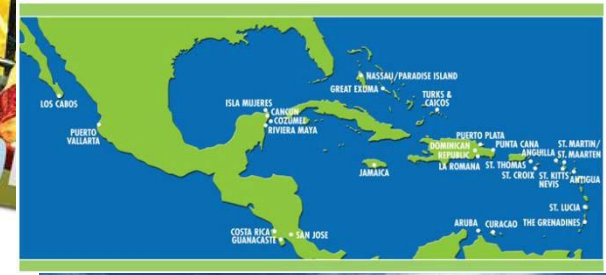 LOS CABOS
PUERTO
VALLARTA
ISLA MUJERES
CANCUN
COZUMEL
RIVIERA MAYA
NASSAU/PARADISE ISLAND
GREAT EXUMA
TURKS &
CAICOS
JAMAICA
PUERTO PLATA
DOMINICAN
REPUBLIC
PUNTA CANA
LA ROMANA
ANGUILLA
ST. MARTIN/
ST. MAARTEN
ST. THOMAS
ST. CROIX
ST. KITTS
NEVIS
ANTIGUA
ST. LUCIA
THE GRENADINES
ARUBA
CURACAO
COSTA RICA
GUANACASTE
SAN JOSE